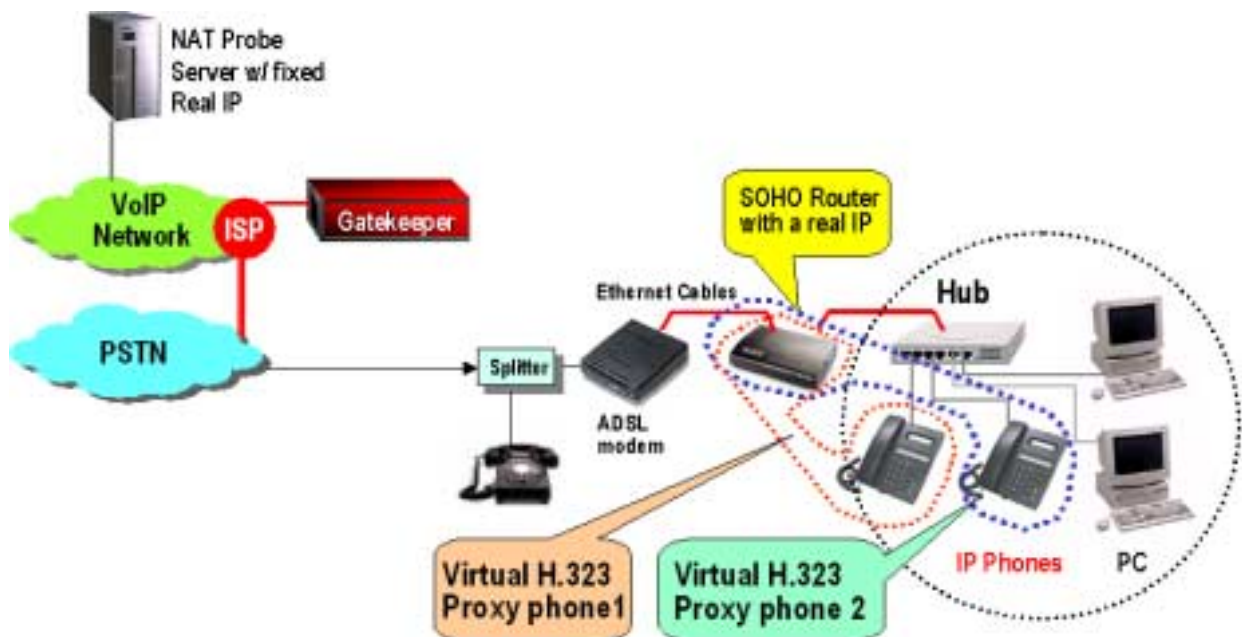 NAT Probe
Server w/ fixed
Real IP
VoIP
Network
ISP
Gatekeeper
SOHO Router
with a real IP
Ethernet Cables
Hub
PSTN
Splitter
ADSL
modem
IP Phones
PC
Virtual H.323
Proxy phone1
Virtual H.323
Proxy phone 2